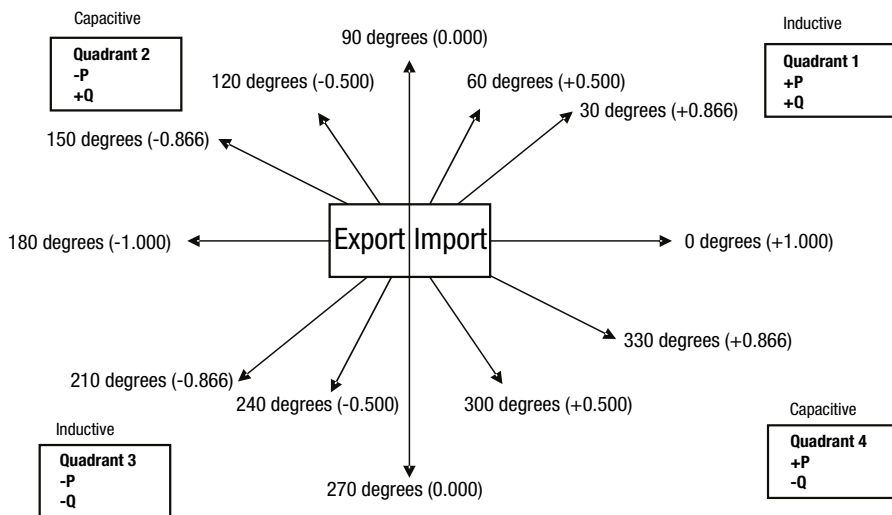 Capacitive
Inductive
Quadrant 2
-P
+Q
90 degrees (0.000)
Quadrant 1
+P
+Q
120 degrees (-0.500)
60 degrees (+0.500)
30 degrees (+0.866)
150 degrees (-0.866)
180 degrees (-1.000)
Export
Import
0 degrees (+1.000)
330 degrees (+0.866)
210 degrees (-0.866)
240 degrees (-0.500)
300 degrees (+0.500)
Inductive
Capacitive
Quadrant 3
-P
-Q
270 degrees (0.000)
Quadrant 4
+P
-Q